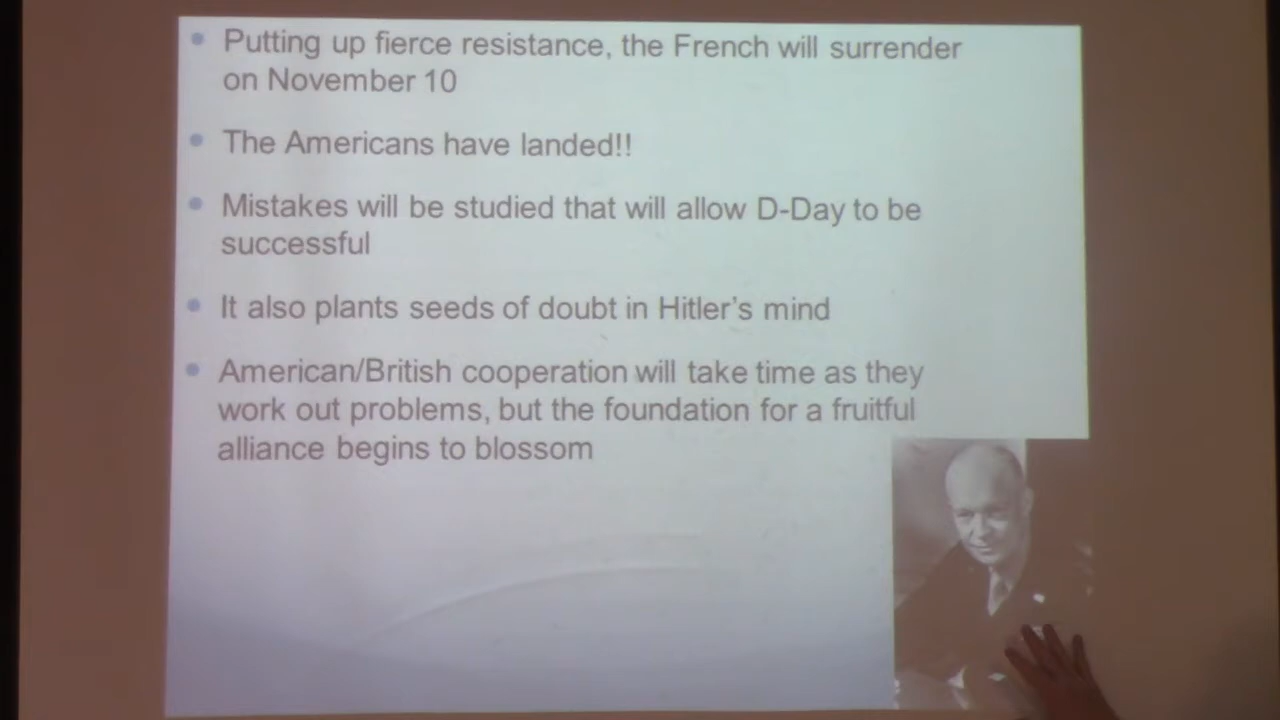 Putting up fierce resistance, the French will surrender
on November 10
The Americans have landed!!
Mistakes will be studied that will allow D-Day to be
successful
It also plants seeds of doubt in Hitler's mind
American/British cooperation will take time as they
work out problems, but the foundation for a fruitful
alliance begins to blossom